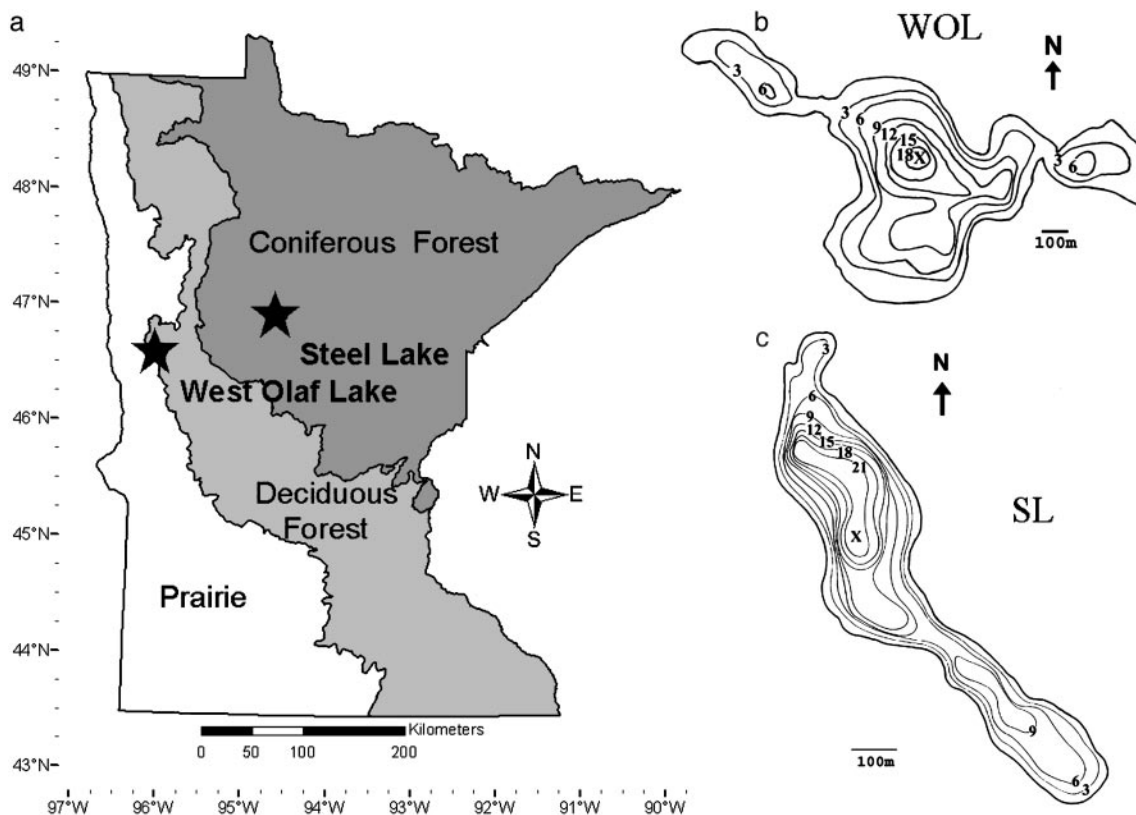 a
49°N
48°N
47°N
46°N
45°N
44°N
43°N
97°W 96°W 95°W 94°W 93°W 92°W 91°W 90°W
Coniferous Forest
Steel Lake
West Olaf Lake
Deciduous
Forest
Prairie
N
W E
S
Kilometers
0 50 100 200
b WOL
N
3
6
3 6 9 12 15
18 X
3
6
100m
c
N
3
6
9
12
15
18
21
X
SL
9
6 3
100m